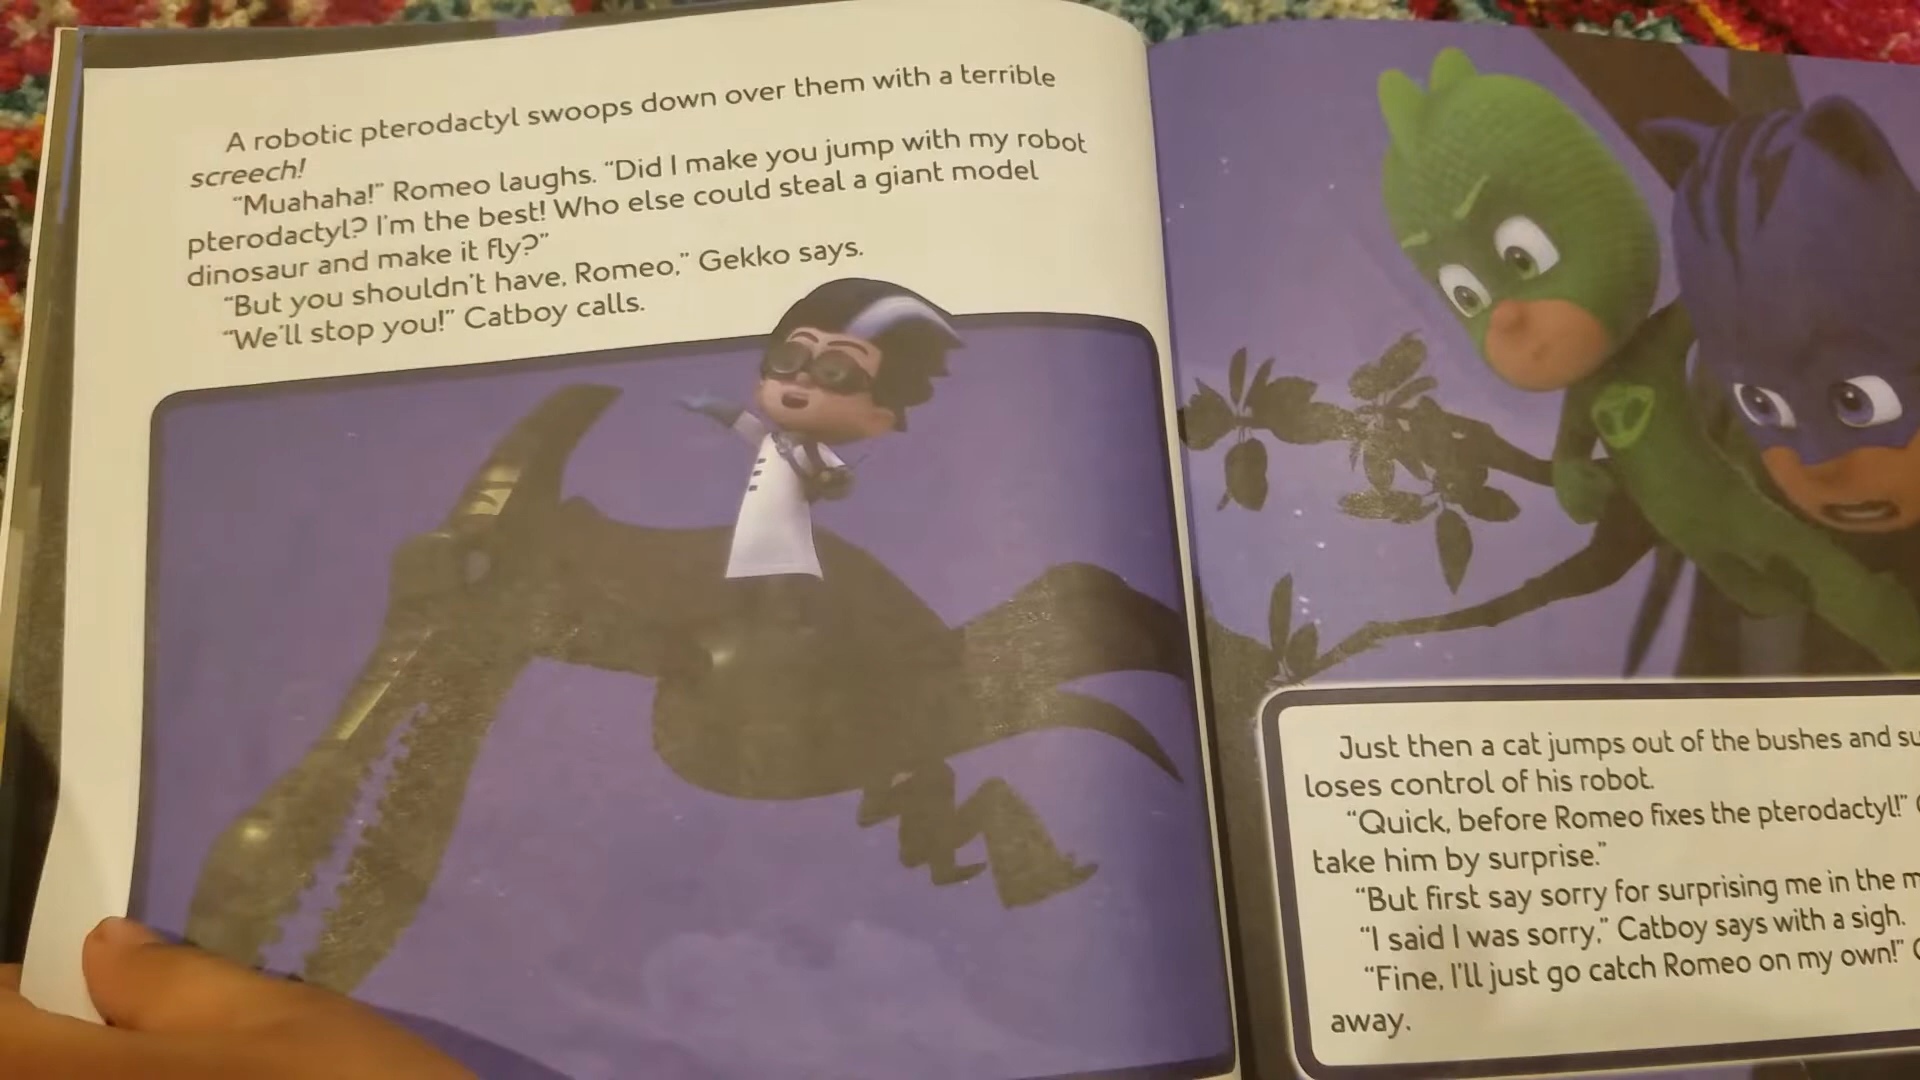 A robotic pterodactyl swoops down over them with a terrible
screech!
“Muahaha!” Romeo laughs. “Did I make you jump with my robot
pterodactyl? I'm the best! Who else could steal a giant model
dinosaur and make it fly?”
“But you shouldn't have, Romeo,” Gekko says.
“We'll stop you!” Catboy calls.
Just then a cat jumps out of the bushes and
loses control of his robot.
“Quick, before Romeo fixes the pterodactyl!”
take him by surprise.”
“But first say sorry for surprising me in the
“I said I was sorry,” Catboy says with a sigh.
“Fine, I'll just go catch Romeo on my own!”
away.